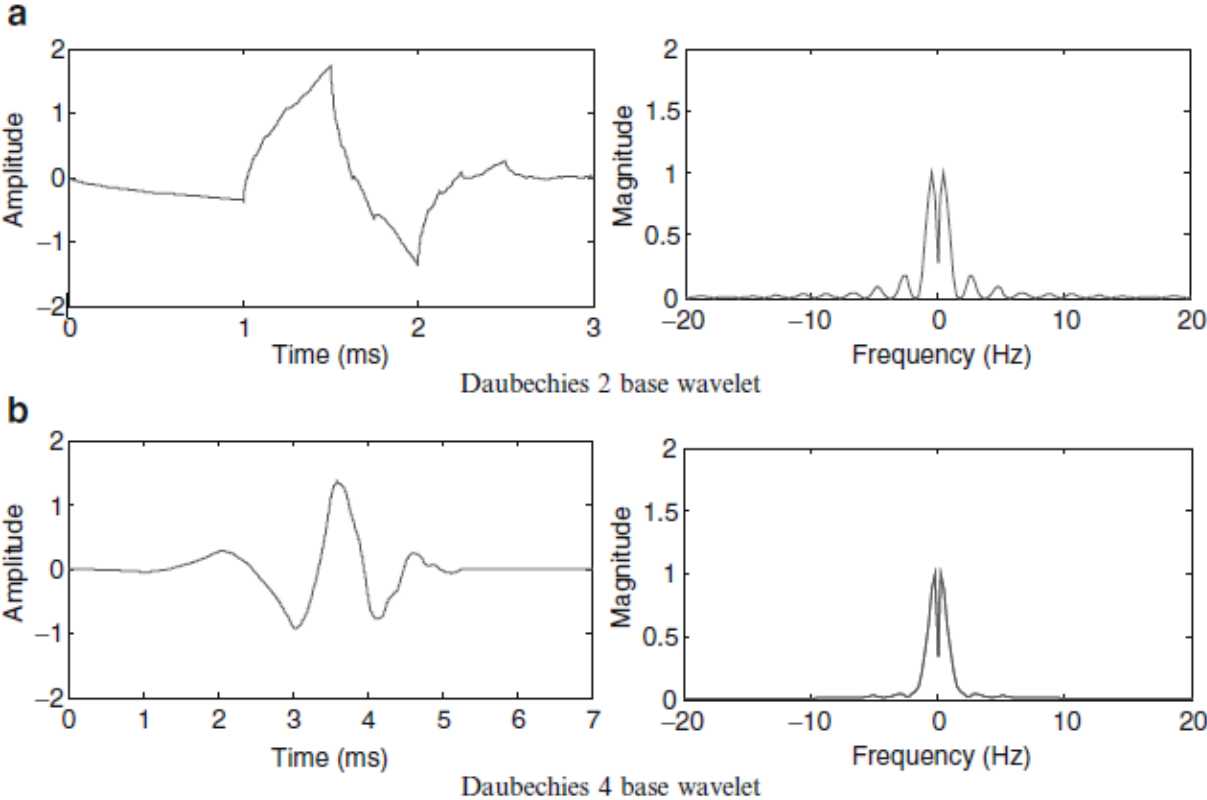 a
Amplitude
2
1
0
−1
−2
0 1 2 3
Time (ms)
Magnitude
2
1.5
1
0.5
0
−20 −10 0 10 20
Frequency (Hz)
Daubechies 2 base wavelet
b
Amplitude
2
1
0
−1
−2
0 1 2 3 4 5 6 7
Time (ms)
Magnitude
2
1.5
1
0.5
0
−20 −10 0 10 20
Frequency (Hz)
Daubechies 4 base wavelet